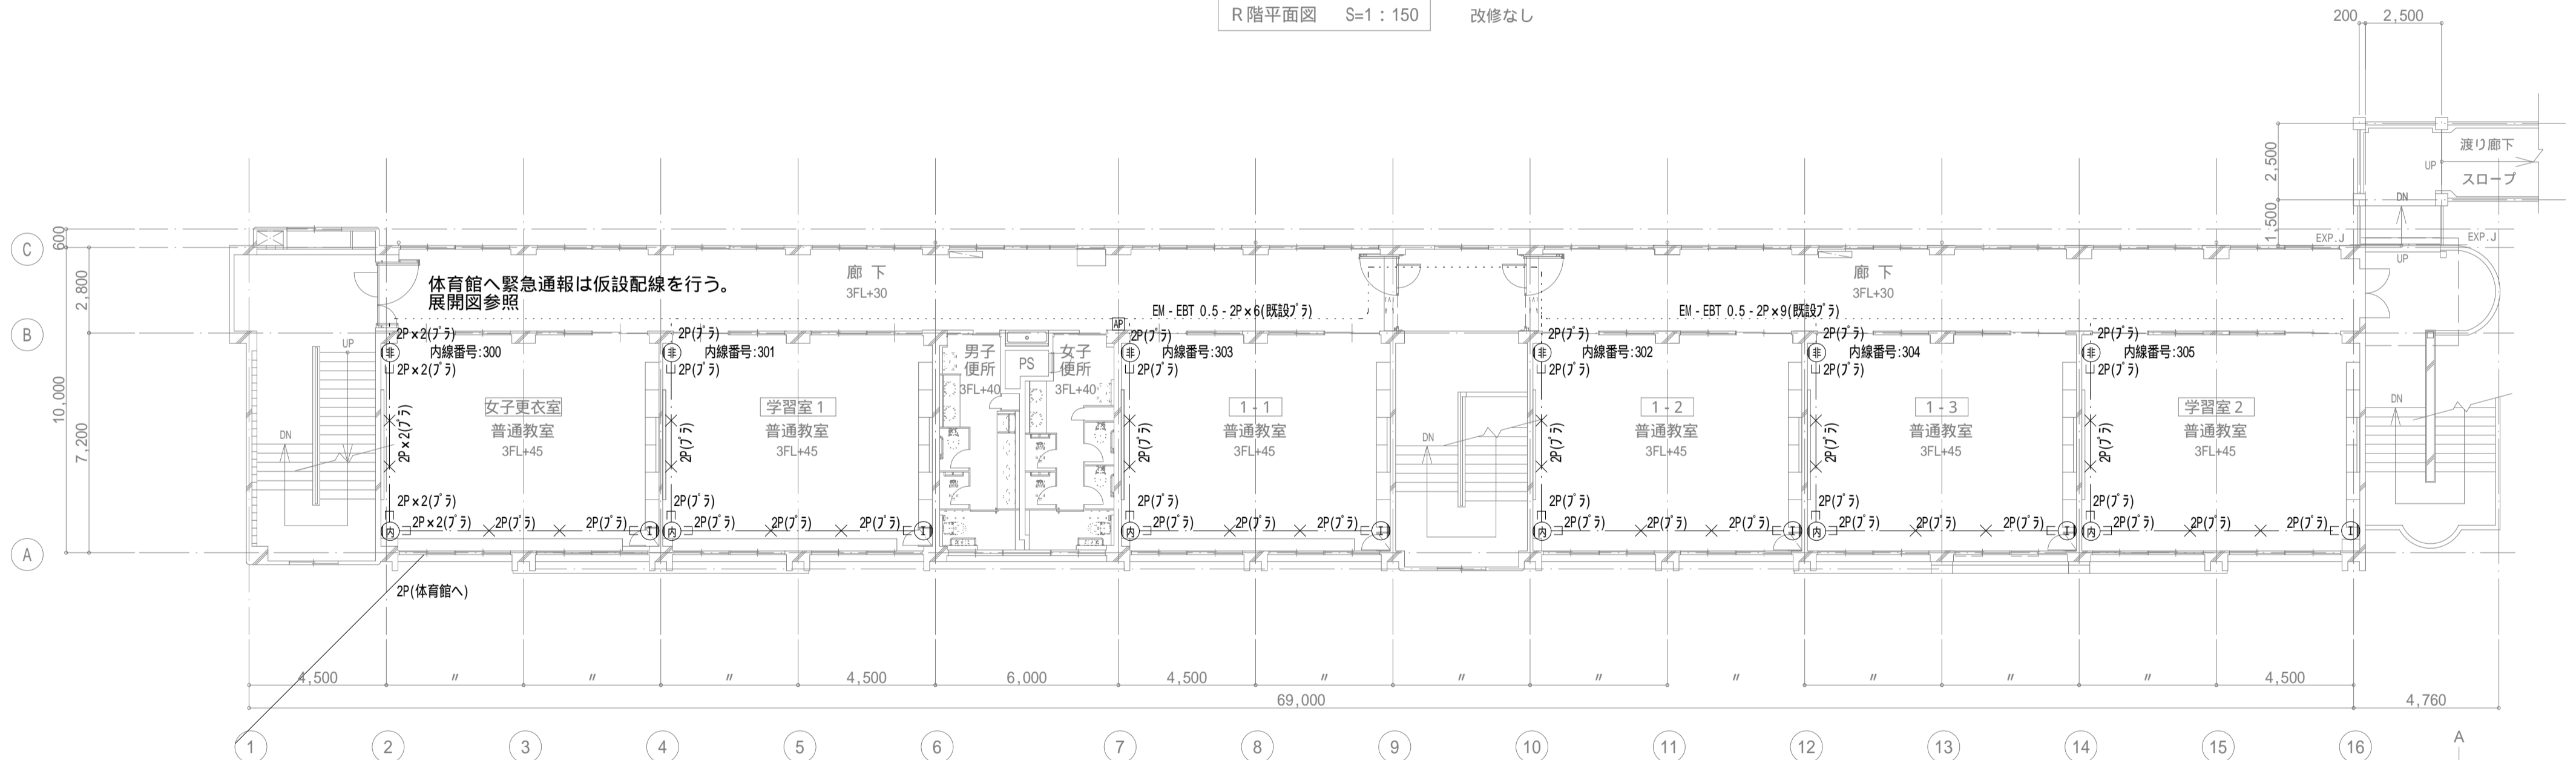 R階平面図 S=1：150 改修なし
200 2,500
2,500
1,500
渡り廊下
UP
スロープ
DN
EXP.J
EXP.J
UP
C
B
A
600
2,800
10,000
7,200
体育館へ緊急通報は仮設配線を行う。
展開図参照
廊 下
3FL+30
廊 下
3FL+30
EM-EBT 0.5-2P×6(既設ﾌﾟﾗ)
EM-EBT 0.5-2P×9(既設ﾌﾟﾗ)
AP
UP
DN
2P×2(ﾌﾟﾗ)
非 内線番号:300
2P×2(ﾌﾟﾗ)
女子更衣室
普通教室
3FL+45
2P×2(ﾌﾟﾗ)
2P×2(ﾌﾟﾗ)
内 2P×2(ﾌﾟﾗ) 2P(ﾌﾟﾗ) 2P(ﾌﾟﾗ) T
2P(体育館へ)
2P(ﾌﾟﾗ)
非 内線番号:301
2P(ﾌﾟﾗ)
学習室1
普通教室
3FL+45
2P(ﾌﾟﾗ)
2P(ﾌﾟﾗ)
内 2P(ﾌﾟﾗ) 2P(ﾌﾟﾗ) 2P(ﾌﾟﾗ) T
男子
便所
3FL+40
PS
女子
便所
3FL+40
2P(ﾌﾟﾗ)
非 内線番号:303
2P(ﾌﾟﾗ)
1-1
普通教室
3FL+45
2P(ﾌﾟﾗ)
2P(ﾌﾟﾗ)
内 2P(ﾌﾟﾗ) 2P(ﾌﾟﾗ) 2P(ﾌﾟﾗ) T
DN
2P(ﾌﾟﾗ)
非 内線番号:302
2P(ﾌﾟﾗ)
1-2
普通教室
3FL+45
2P(ﾌﾟﾗ)
2P(ﾌﾟﾗ)
内 2P(ﾌﾟﾗ) 2P(ﾌﾟﾗ) 2P(ﾌﾟﾗ) T
2P(ﾌﾟﾗ)
非 内線番号:304
2P(ﾌﾟﾗ)
1-3
普通教室
3FL+45
2P(ﾌﾟﾗ)
2P(ﾌﾟﾗ)
内 2P(ﾌﾟﾗ) 2P(ﾌﾟﾗ) 2P(ﾌﾟﾗ) T
2P(ﾌﾟﾗ)
非 内線番号:305
2P(ﾌﾟﾗ)
学習室2
普通教室
3FL+45
2P(ﾌﾟﾗ)
2P(ﾌﾟﾗ)
内 2P(ﾌﾟﾗ) 2P(ﾌﾟﾗ) 2P(ﾌﾟﾗ) T
DN
4,500 〃 〃 〃 4,500 6,000 4,500 〃 〃 〃 〃 〃 〃 〃 4,500
69,000 4,760
1 2 3 4 5 6 7 8 9 10 11 12 13 14 15 16 A